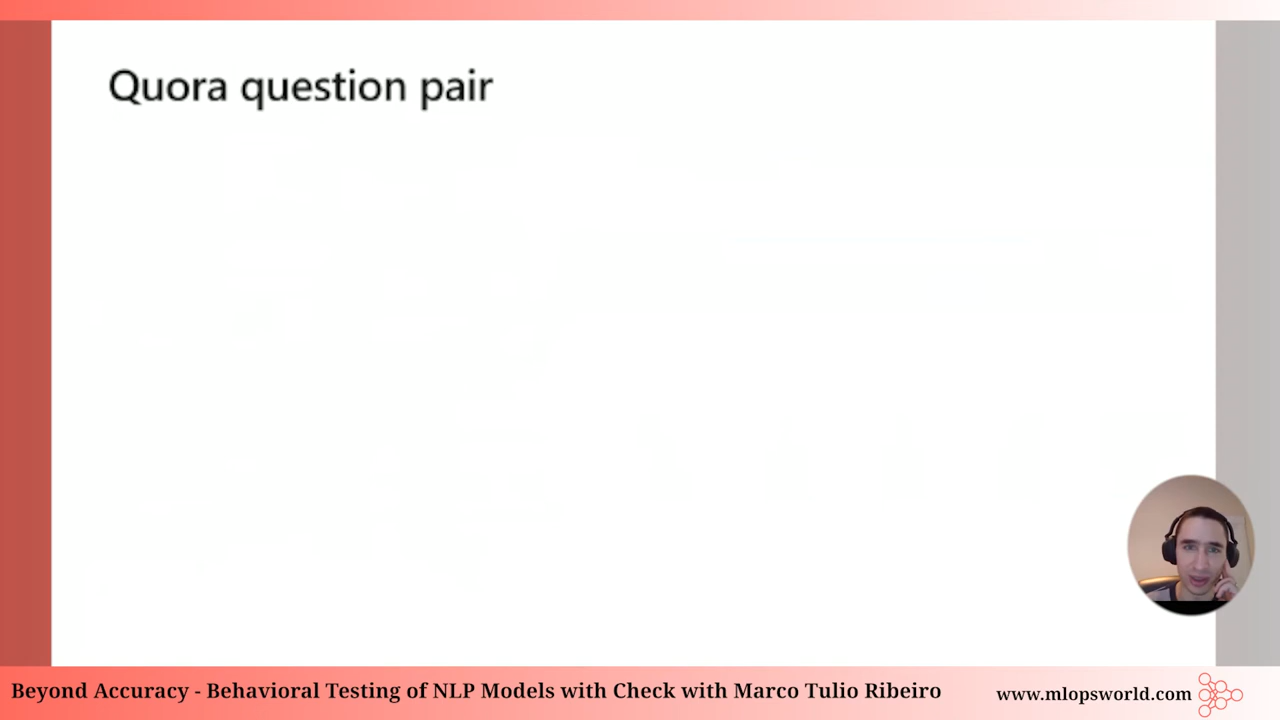 Quora question pair
Beyond Accuracy - Behavioral Testing of NLP Models with Check with Marco Tulio Ribeiro
www.mlopsworld.com